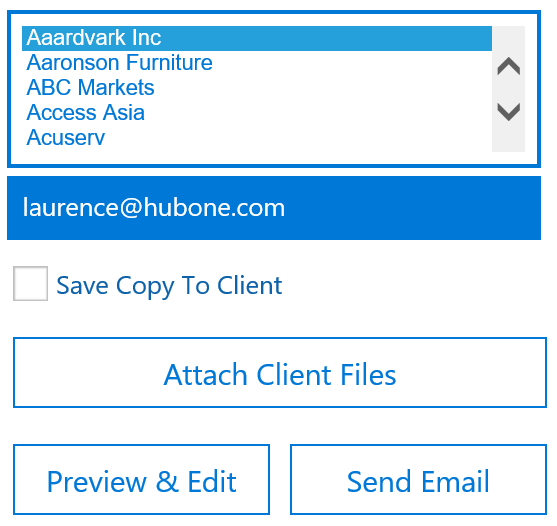 Aaardvark Inc
Aaronson Furniture
ABC Markets
Access Asia
Acuserv
laurence@hubone.com
Save Copy To Client
Attach Client Files
Preview & Edit
Send Email